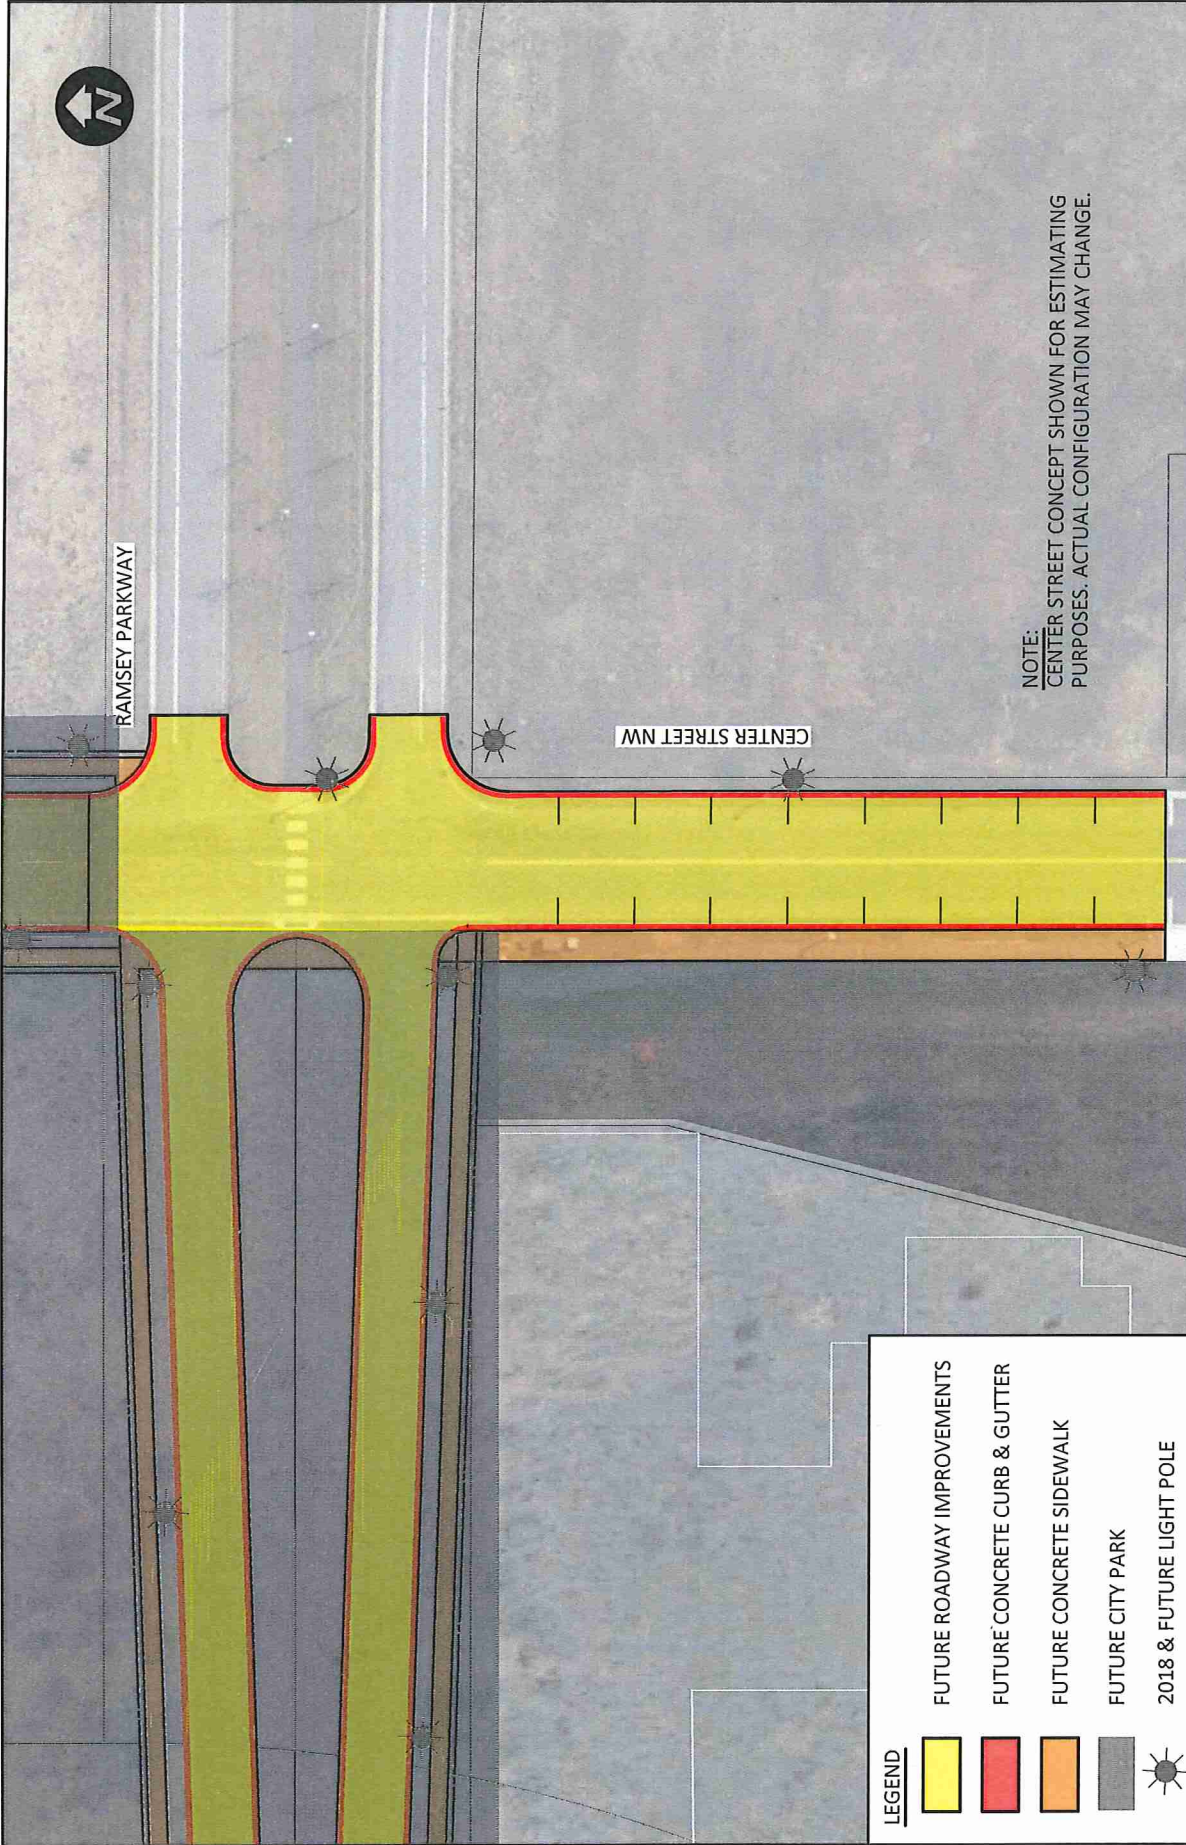 N
RAMSEY PARKWAY
CENTER STREET NW
NOTE:
CENTER STREET CONCEPT SHOWN FOR ESTIMATING
PURPOSES. ACTUAL CONFIGURATION MAY CHANGE.
LEGEND
FUTURE ROADWAY IMPROVEMENTS
FUTURE CONCRETE CURB & GUTTER
FUTURE CONCRETE SIDEWALK
FUTURE CITY PARK
2018 & FUTURE LIGHT POLE